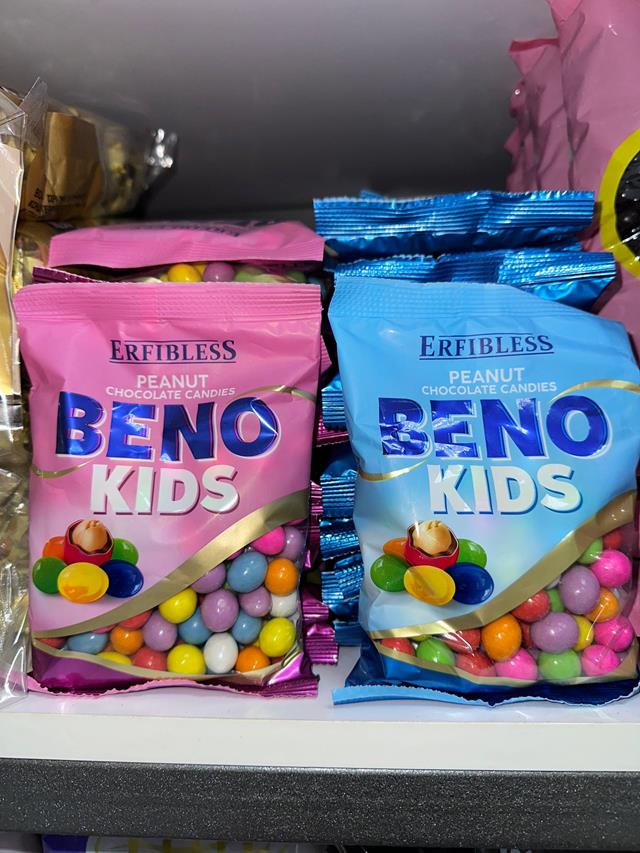 ERFIBLESS
PEANUT
CHOCOLATE CANDIES
BENO
KIDS
ERFIBLESS
PEANUT
CHOCOLATE CANDIES
BENO
KIDS